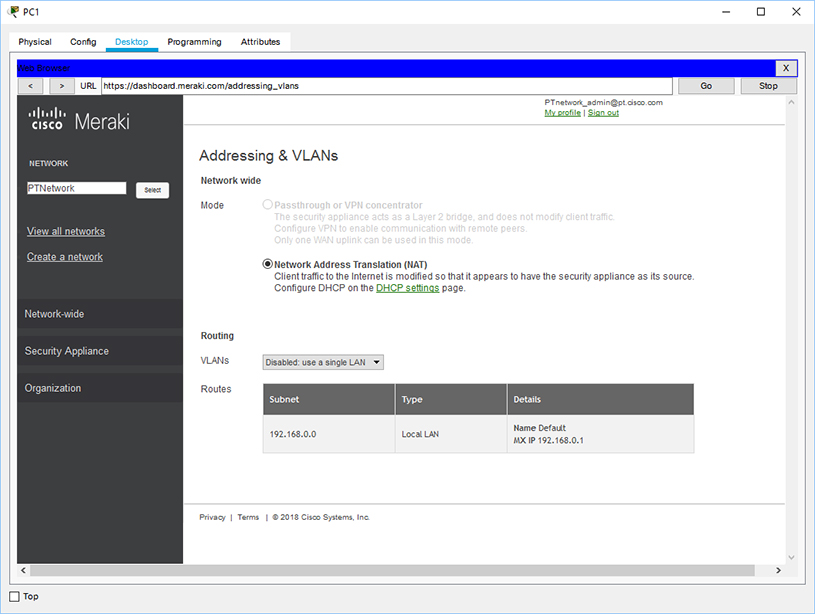 PC1
Physical Config Desktop Programming Attributes
Web Browser X
< > URL https://dashboard.meraki.com/addressing_vlans Go Stop
cisco Meraki
NETWORK
PTNetwork Select
View all networks
Create a network
Network-wide
Security Appliance
Organization
PTnetwork_admin@pt.cisco.com
My profile | Sign out
Addressing & VLANs
Network wide
Mode
Passthrough or VPN concentrator
The security appliance acts as a Layer 2 bridge, and does not modify client traffic.
Configure VPN to enable communication with remote peers.
Only one WAN uplink can be used in this mode.
Network Address Translation (NAT)
Client traffic to the Internet is modified so that it appears to have the security appliance as its source.
Configure DHCP on the DHCP settings page.
Routing
VLANs Disabled: use a single LAN
Routes
Subnet Type Details
192.168.0.0 Local LAN Name Default
MX IP 192.168.0.1
Privacy | Terms | © 2018 Cisco Systems, Inc.
Top